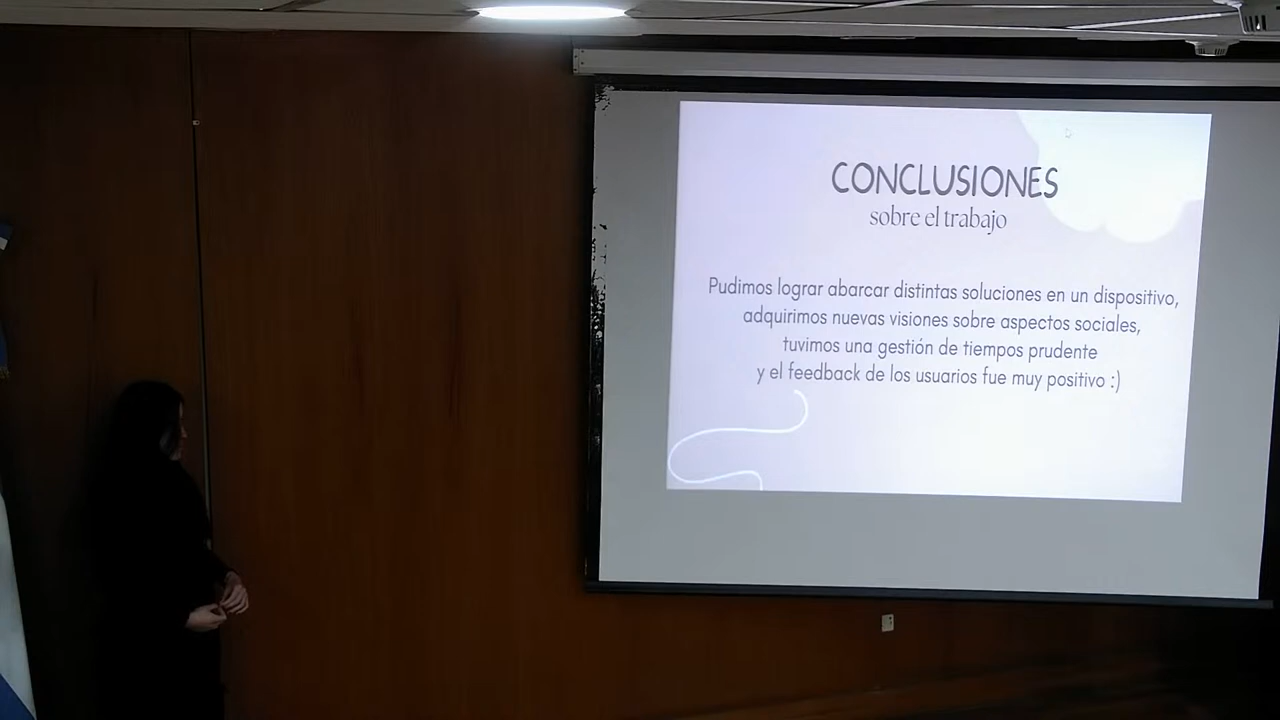 CONCLUSIONES
sobre el trabajo
Pudimos lograr abarcar distintas soluciones en un dispositivo,
adquirimos nuevas visiones sobre aspectos sociales,
tuvimos una gestión de tiempos prudente
y el feedback de los usuarios fue muy positivo :)